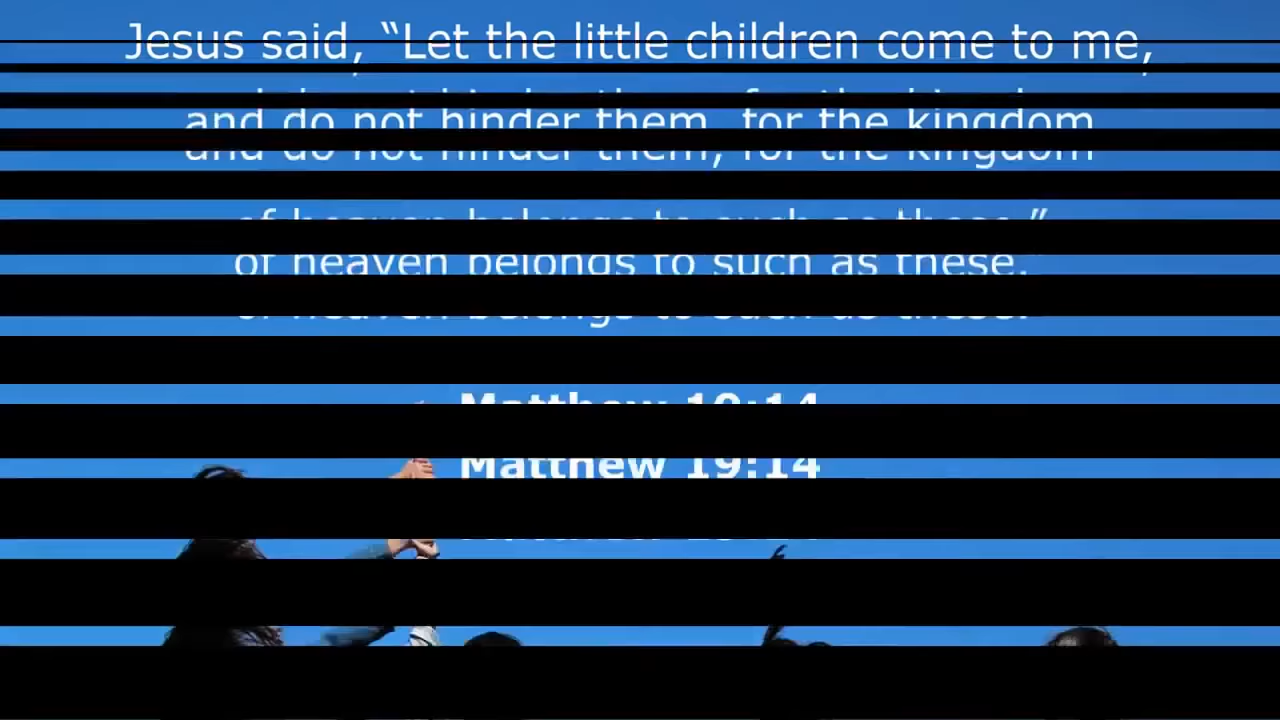 Jesus said, “Let the little children come to me,
and do not hinder them, for the kingdom
of heaven belongs to such as these.”
Matthew 19:14